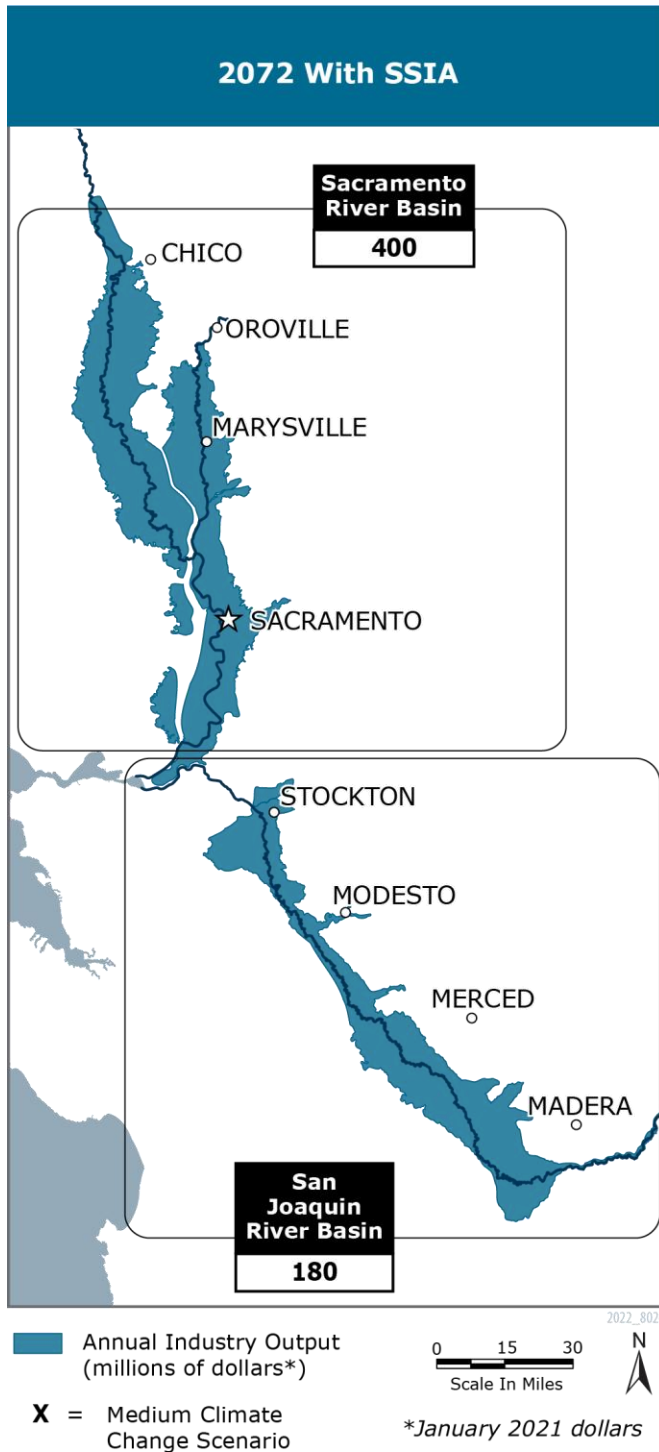 2072 With SSIA
Sacramento
River Basin
400
CHICO
OROVILLE
MARYSVILLE
SACRAMENTO
STOCKTON
MODESTO
MERCED
MADERA
San
Joaquin
River Basin
180
2022_802
Annual Industry Output
(millions of dollars*)
0 15 30
Scale In Miles
N
X = Medium Climate
Change Scenario
*January 2021 dollars